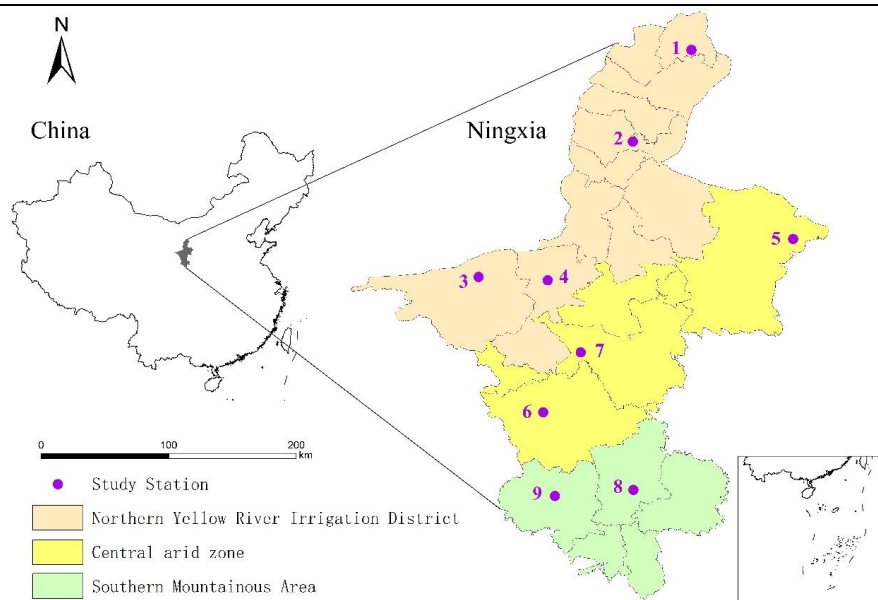 N
China
Ningxia
1
2
5
3
4
7
6
9
8
0 100 200
km
Study Station
Northern Yellow River Irrigation District
Central arid zone
Southern Mountainous Area